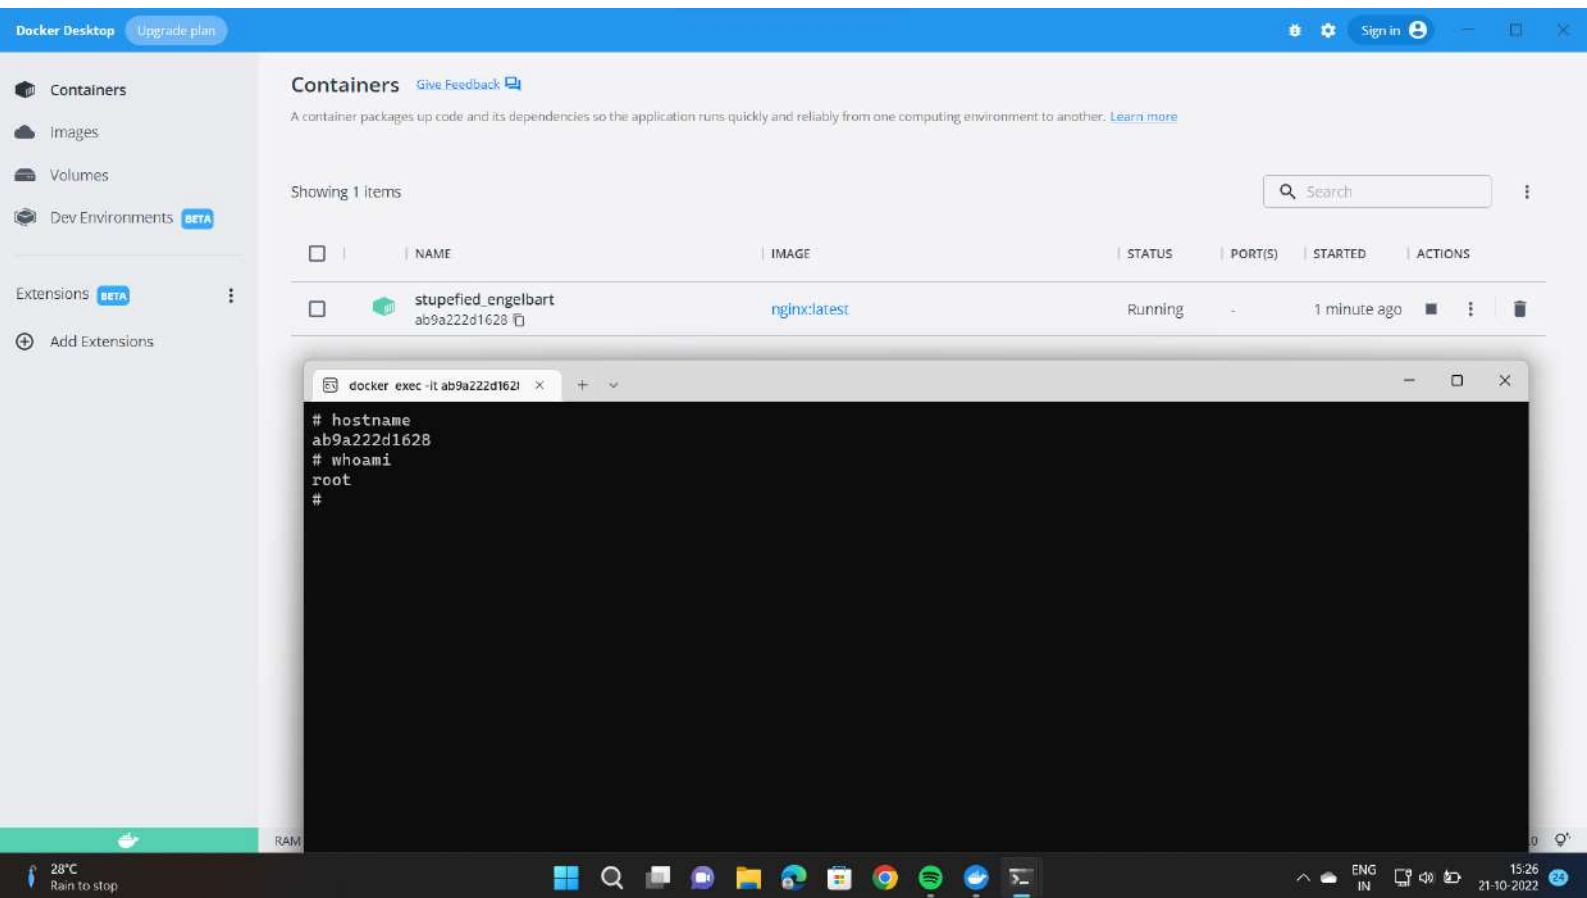 Docker Desktop Upgrade plan Sign in
Containers
Images
Volumes
Dev Environments BETA
Extensions BETA
Add Extensions
Containers Give Feedback
A container packages up code and its dependencies so the application runs quickly and reliably from one computing environment to another. Learn more
Showing 1 items Search
NAME IMAGE STATUS PORT(S) STARTED ACTIONS
stupefied_engelbart nginx:latest Running - 1 minute ago
ab9a222d1628
docker exec -it ab9a222d162
# hostname
ab9a222d1628
# whoami
root
#
RAM
28°C
Rain to stop
ENG
IN
15:26
21-10-2022
24